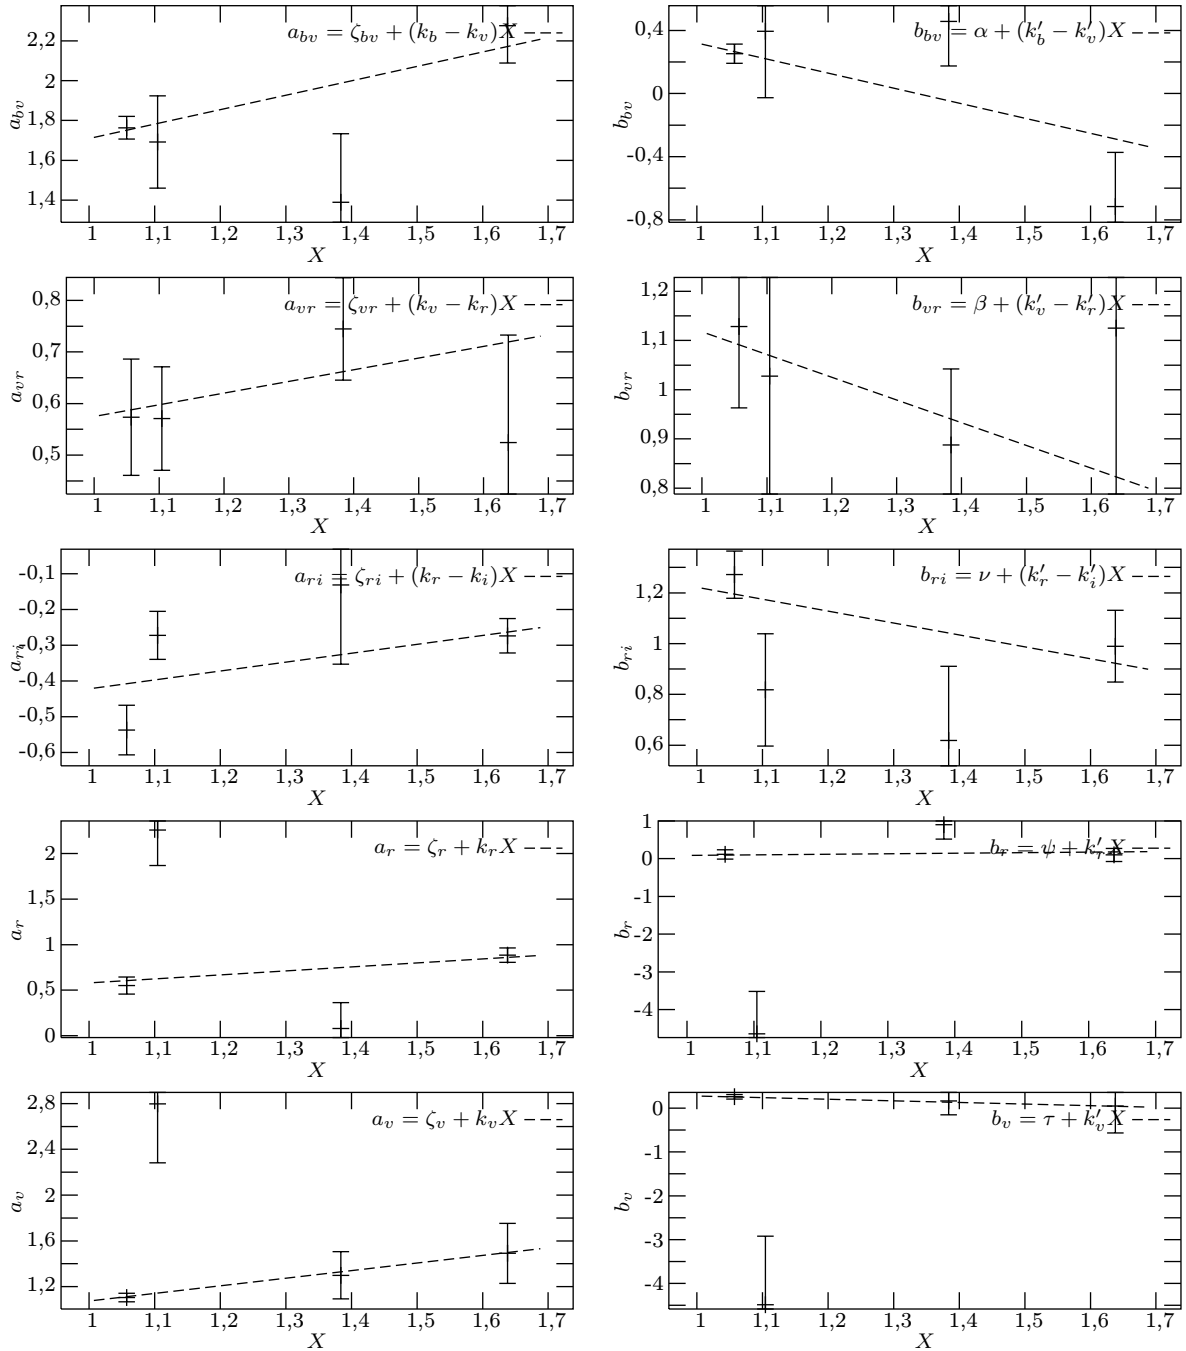 a_{bv} = ζ_{bv} + (k_b − k_v)X
2,2
2
1,8
1,6
1,4
a_{bv}
1 1,1 1,2 1,3 1,4 1,5 1,6 1,7
X
b_{bv} = α + (k′_b − k′_v)X
0,4
0
-0,4
-0,8
b_{bv}
1 1,1 1,2 1,3 1,4 1,5 1,6 1,7
X
a_{vr} = ζ_{vr} + (k_v − k_r)X
0,8
0,7
0,6
0,5
a_{vr}
1 1,1 1,2 1,3 1,4 1,5 1,6 1,7
X
b_{vr} = β + (k′_v − k′_r)X
1,2
1,1
1
0,9
0,8
b_{vr}
1 1,1 1,2 1,3 1,4 1,5 1,6 1,7
X
a_{ri} = ζ_{ri} + (k_r − k_i)X
-0,1
-0,3
-0,4
-0,5
-0,6
a_{ri}
1 1,1 1,2 1,3 1,4 1,5 1,6 1,7
X
b_{ri} = ν + (k′_r − k′_i)X
1,2
1
0,8
0,6
b_{ri}
1 1,1 1,2 1,3 1,4 1,5 1,6 1,7
X
a_r = ζ_r + k_rX
2
1,5
1
0,5
0
a_r
1 1,1 1,2 1,3 1,4 1,5 1,6 1,7
X
b_r = ψ + k′_rX
1
0
-1
-2
-3
-4
b_r
1 1,1 1,2 1,3 1,4 1,5 1,6 1,7
X
a_v = ζ_v + k_vX
2,8
2,4
2
1,6
1,2
a_v
1 1,1 1,2 1,3 1,4 1,5 1,6 1,7
X
b_v = τ + k′_vX
0
-1
-2
-3
-4
b_v
1 1,1 1,2 1,3 1,4 1,5 1,6 1,7
X